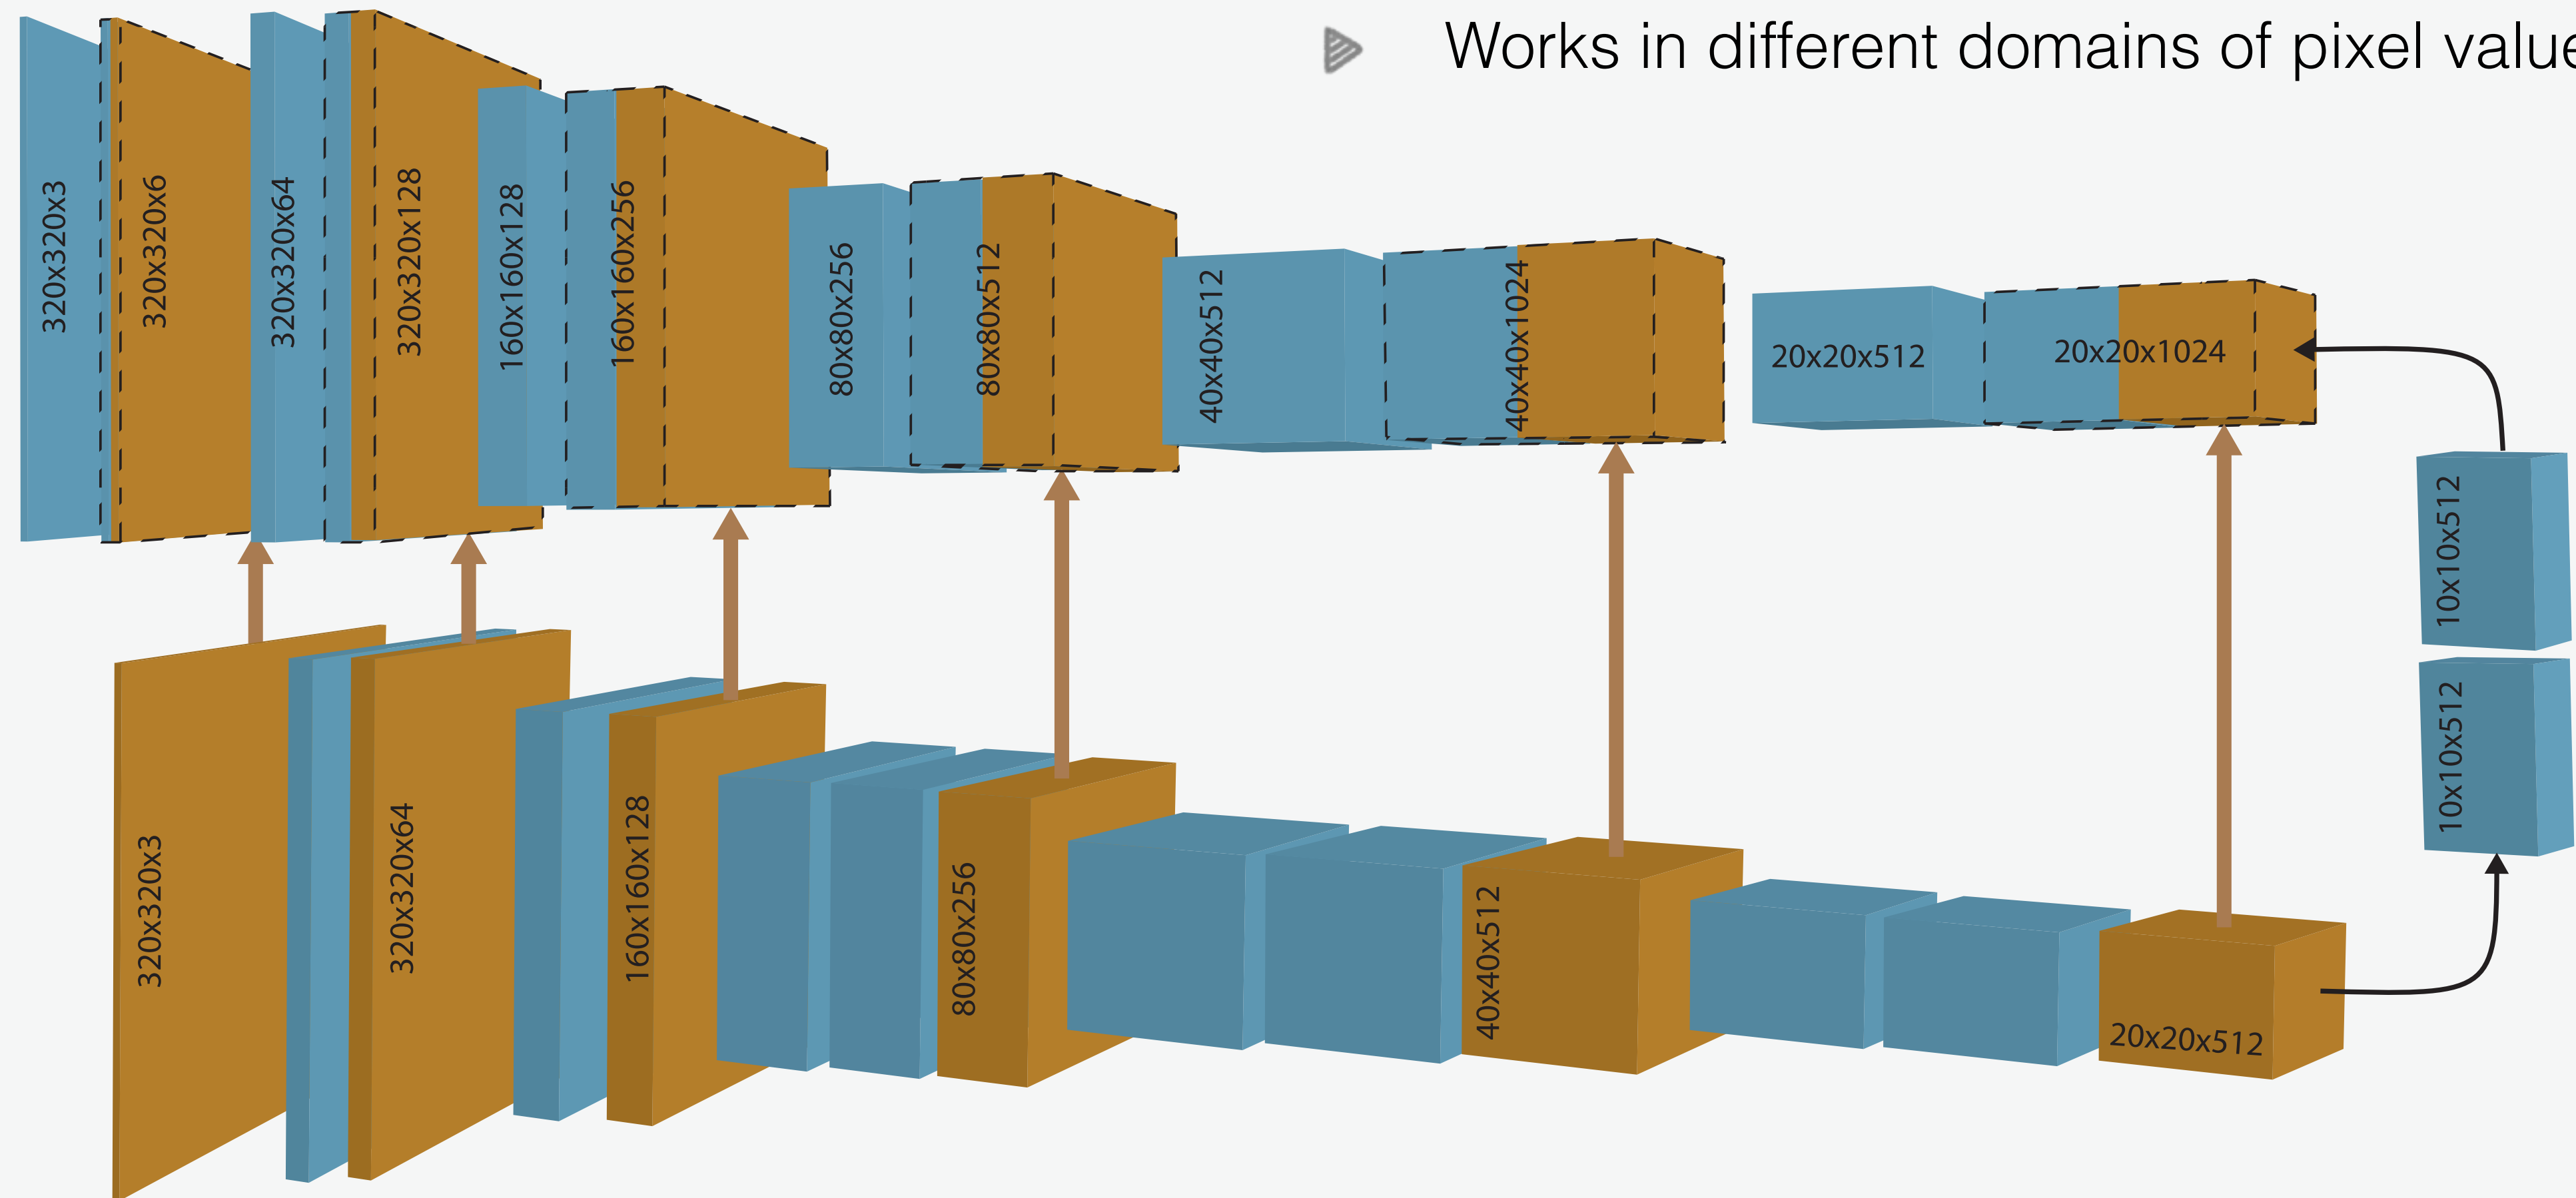 Works in different domains of pixel value
320x320x3
320x320x6
320x320x64
320x320x128
160x160x128
160x160x256
80x80x256
80x80x512
40x40x512
40x40x1024
20x20x512
20x20x1024
10x10x512
10x10x512
320x320x3
320x320x64
160x160x128
80x80x256
40x40x512
20x20x512